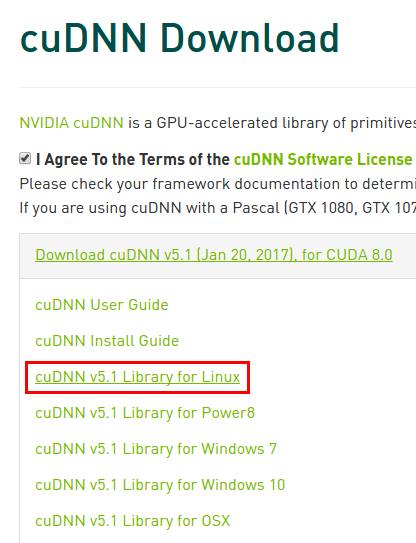 cuDNN Download
NVIDIA cuDNN is a GPU-accelerated library of primitives
I Agree To the Terms of the cuDNN Software License
Please check your framework documentation to determi
If you are using cuDNN with a Pascal (GTX 1080, GTX 107
Download cuDNN v5.1 (Jan 20, 2017), for CUDA 8.0
cuDNN User Guide
cuDNN Install Guide
cuDNN v5.1 Library for Linux
cuDNN v5.1 Library for Power8
cuDNN v5.1 Library for Windows 7
cuDNN v5.1 Library for Windows 10
cuDNN v5.1 Library for OSX